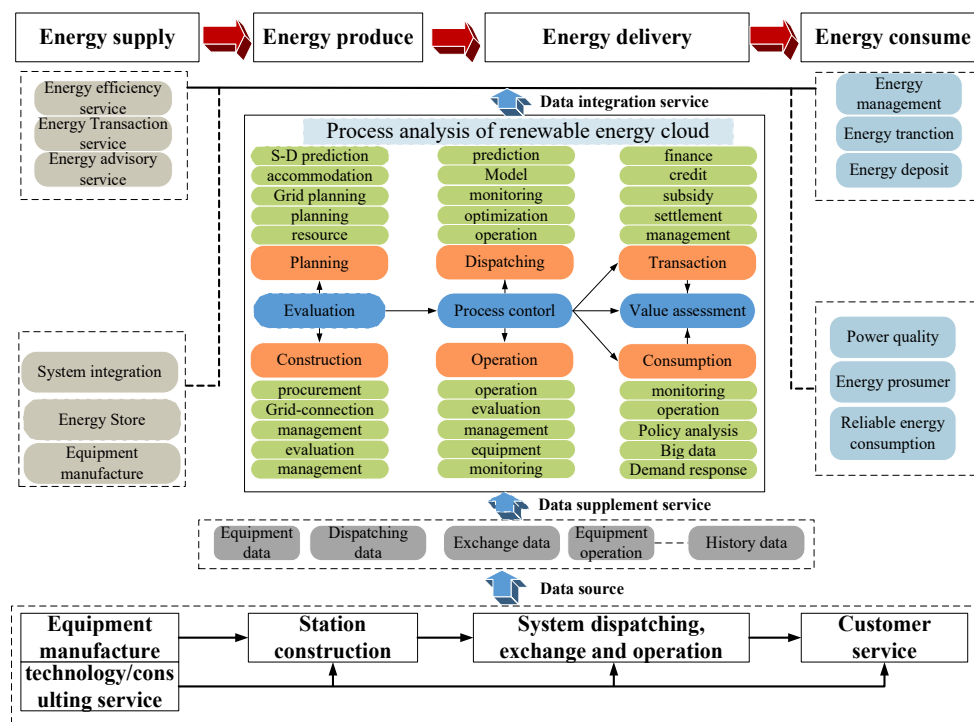 Energy supply
Energy produce
Energy delivery
Energy consume
Energy efficiency
service
Energy Transaction
service
Energy advisory
service
Data integration service
Energy
management
Energy tranction
Energy deposit
Process analysis of renewable energy cloud
S-D prediction
accommodation
Grid planning
planning
resource
Planning
Evaluation
Construction
procurement
Grid-connection
management
evaluation
management
prediction
Model
monitoring
optimization
operation
Dispatching
Process contorl
Operation
operation
evaluation
management
equipment
monitoring
finance
credit
subsidy
settlement
management
Transaction
Value assessment
Consumption
monitoring
operation
Policy analysis
Big data
Demand response
System integration
Energy Store
Equipment
manufacture
Power quality
Energy prosumer
Reliable energy
consumption
Data supplement service
Equipment
data
Dispatching
data
Exchange data
Equipment
operation
History data
Data source
Equipment
manufacture
technology/cons
ulting service
Station
construction
System dispatching,
exchange and operation
Customer
service